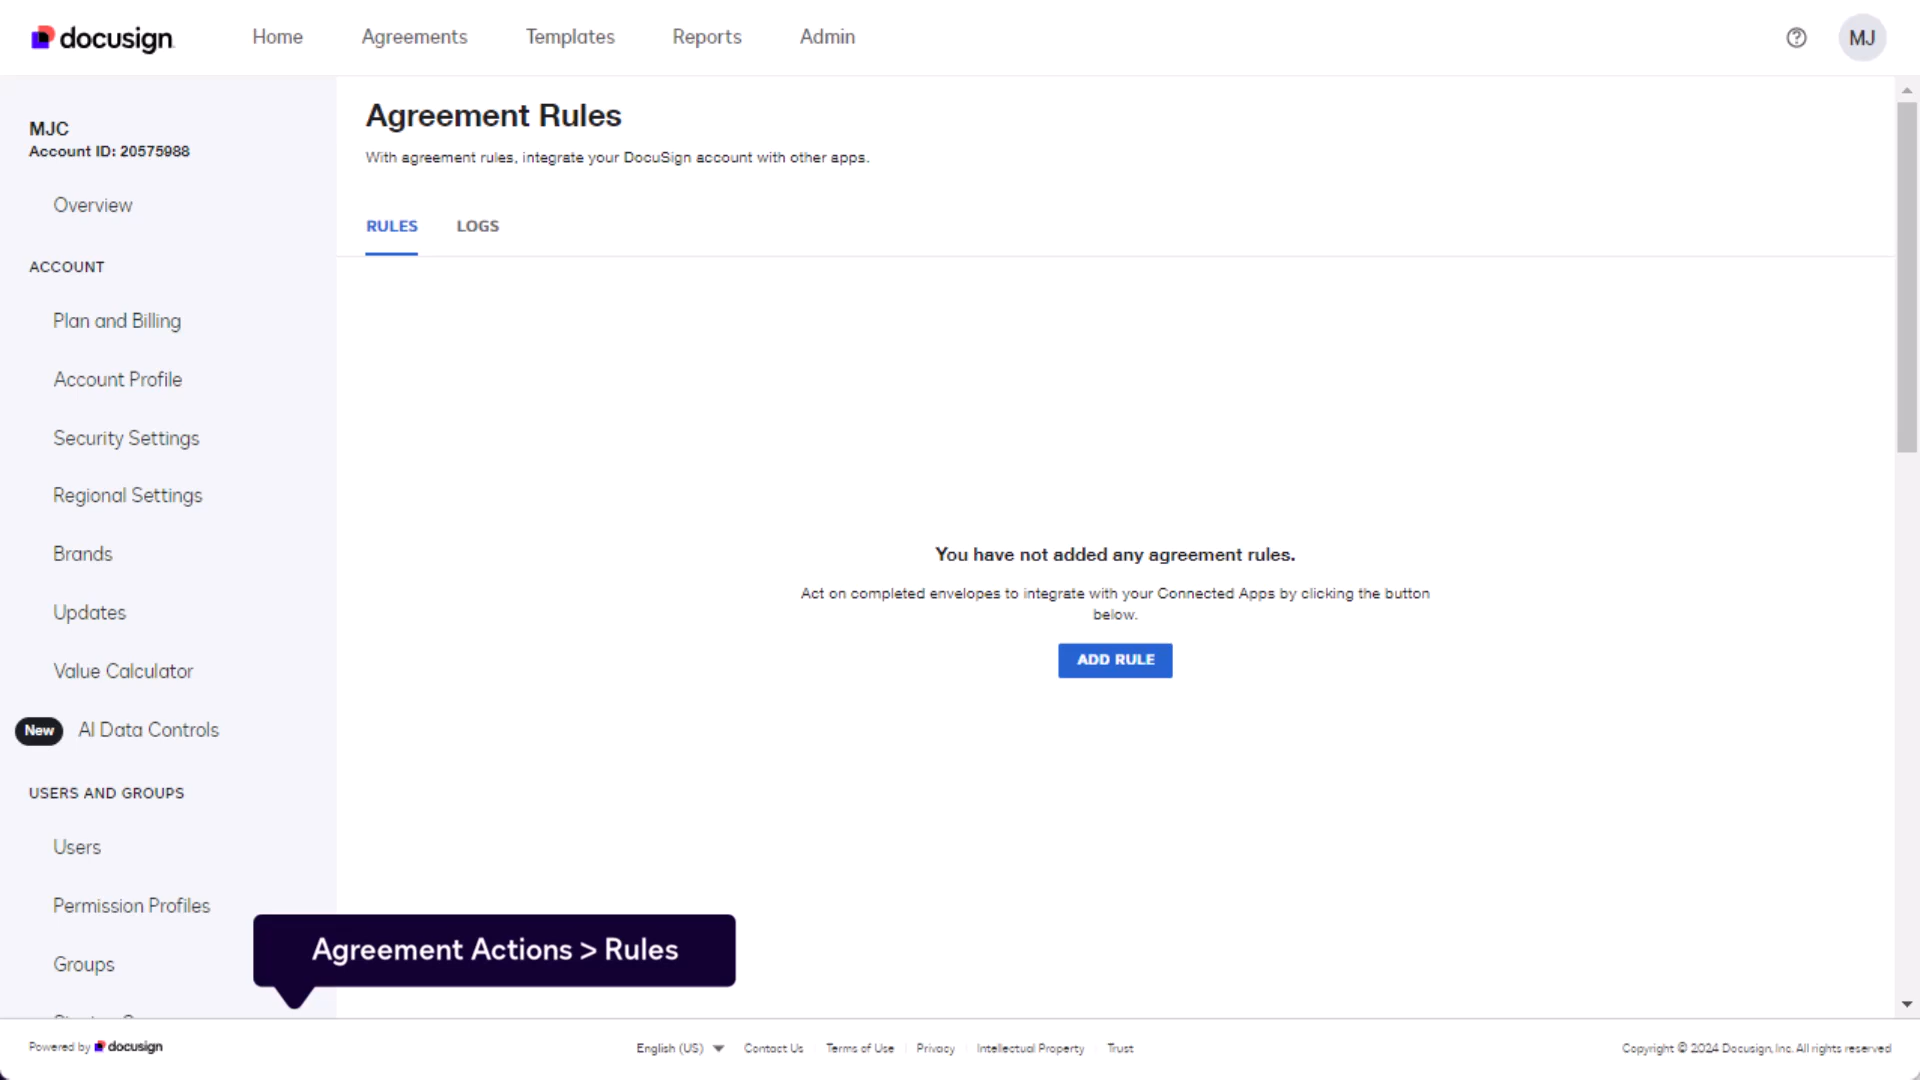 docusign
Home
Agreements
Templates
Reports
Admin
MJ
MJC
Account ID: 20575988
Overview
ACCOUNT
Plan and Billing
Account Profile
Security Settings
Regional Settings
Brands
Updates
Value Calculator
New
AI Data Controls
USERS AND GROUPS
Users
Permission Profiles
Groups
Agreement Rules
With agreement rules, integrate your DocuSign account with other apps.
RULES
LOGS
You have not added any agreement rules.
Act on completed envelopes to integrate with your Connected Apps by clicking the button
below.
ADD RULE
Agreement Actions > Rules
Powered by docusign
English (US)
Contact Us
Terms of Use
Privacy
Intellectual Property
Trust
Copyright © 2024 Docusign, Inc. All rights reserved